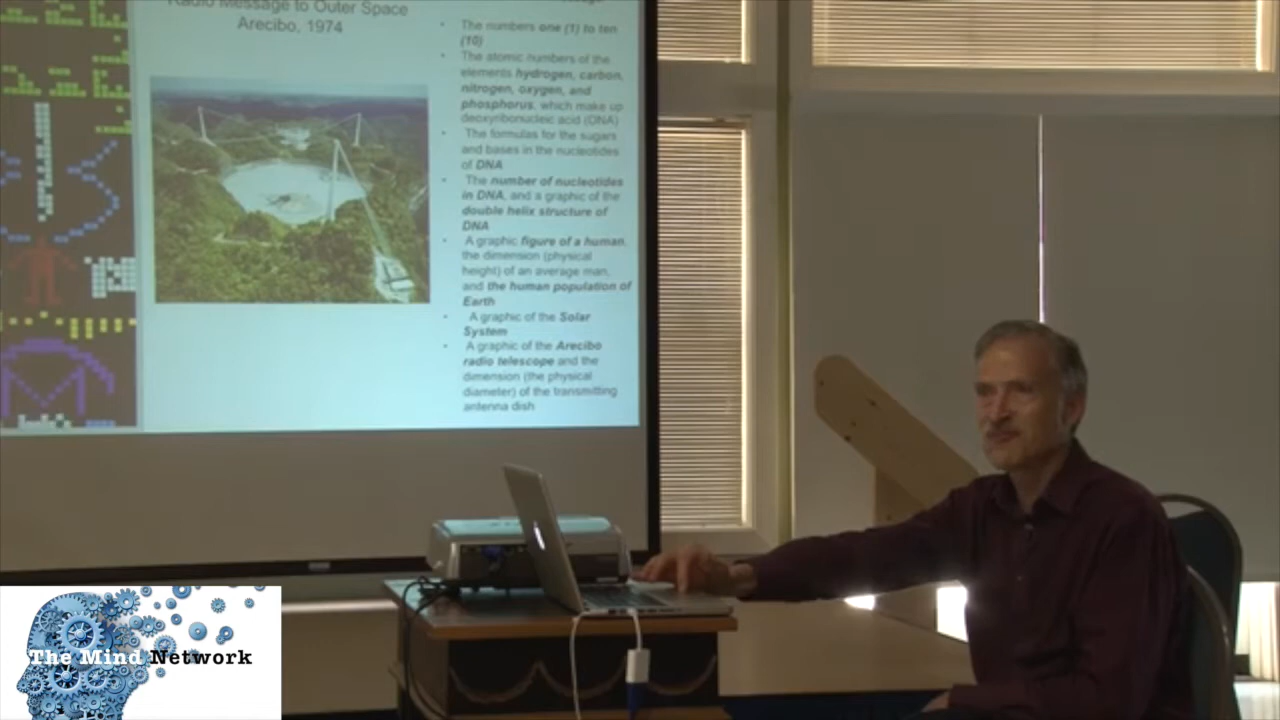 Radio Message to Outer Space
Arecibo, 1974
• The numbers one (1) to ten
(10)
• The atomic numbers of the
elements hydrogen, carbon,
nitrogen, oxygen, and
phosphorus, which make up
deoxyribonucleic acid (DNA)
• The formulas for the sugars
and bases in the nucleotides
of DNA
• The number of nucleotides
in DNA, and a graphic of the
double helix structure of
DNA
• A graphic figure of a human,
the dimension (physical
height) of an average man,
and the human population of
Earth
• A graphic of the Solar
System
• A graphic of the Arecibo
radio telescope and the
dimension (the physical
diameter) of the transmitting
antenna dish
The Mind Network